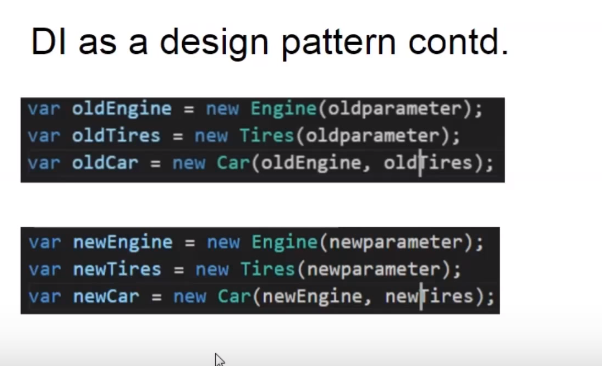 DI as a design pattern contd.
var oldEngine = new Engine(oldparameter);
var oldTires = new Tires(oldparameter);
var oldCar = new Car(oldEngine, oldTires);
var newEngine = new Engine(newparameter);
var newTires = new Tires(newparameter);
var newCar = new Car(newEngine, newTires);